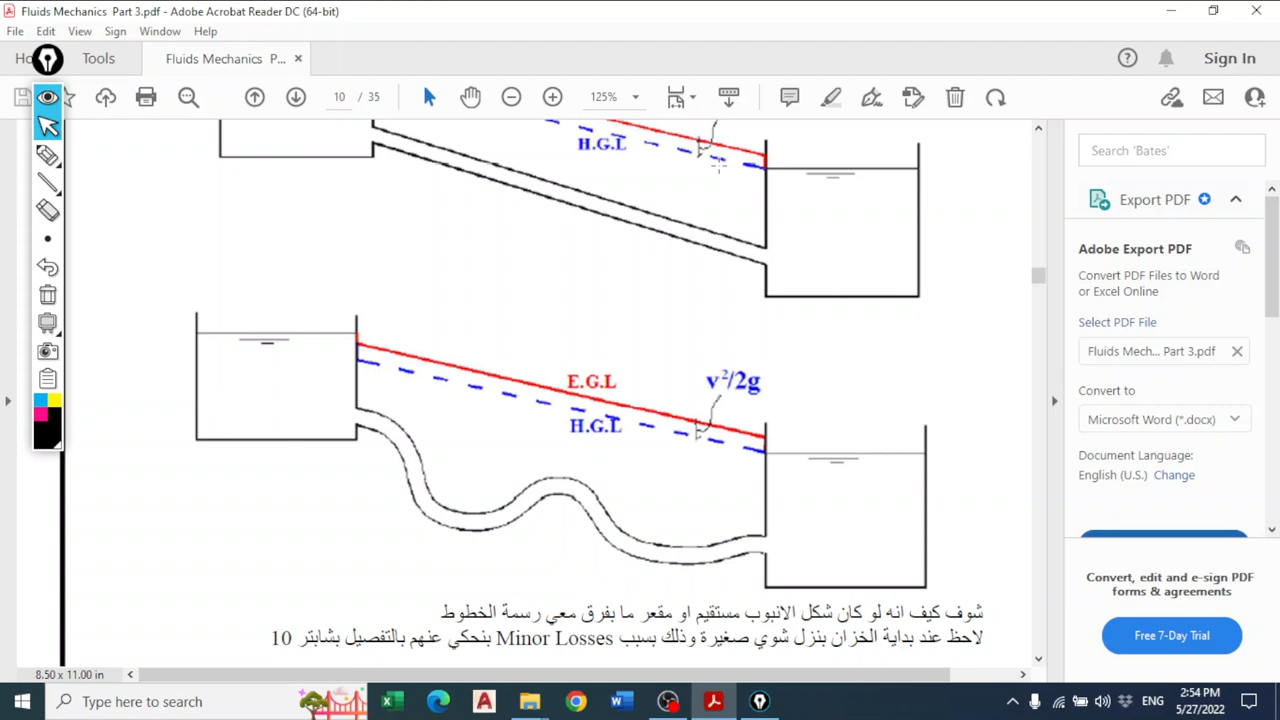 Fluids Mechanics Part 3.pdf - Adobe Acrobat Reader DC (64-bit)
File Edit View Sign Window Help
Ho Tools Fluids Mechanics P... × Sign In
10 / 35 125%
H.G.L
E.G.L
v²/2g
H.G.L
شوف كيف انه لو كان شكل الانبوب مستقيم او مقعر ما بفرق معي رسمة الخطوط
لاحظ عند بداية الخزان بنزل شوي صغيرة وذلك بسبب Minor Losses بنحكي عنهم بالتفصيل بشابتر 10
8.50 x 11.00 in
Search 'Bates'
Export PDF
Adobe Export PDF
Convert PDF Files to Word
or Excel Online
Select PDF File
Fluids Mech... Part 3.pdf
Convert to
Microsoft Word (*.docx)
Document Language:
English (U.S.) Change
Convert, edit and e-sign PDF
forms & agreements
Free 7-Day Trial
Type here to search
ENG
2:54 PM
5/27/2022